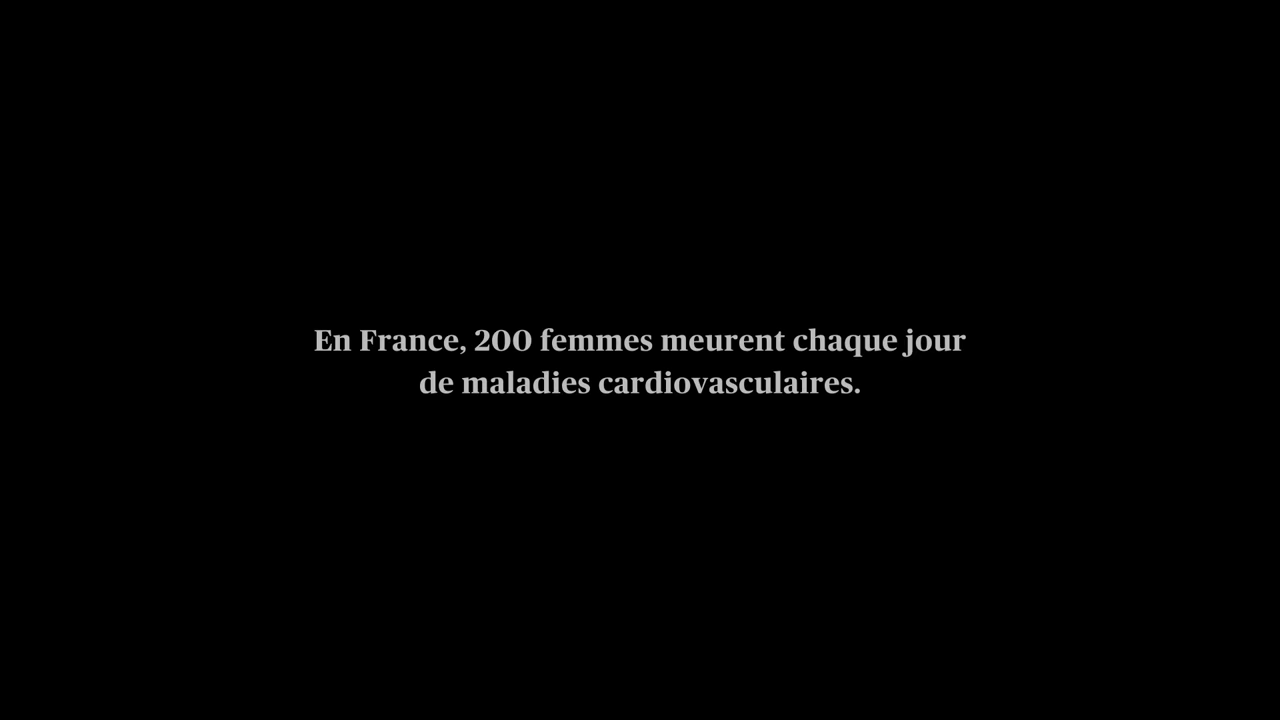 En France, 200 femmes meurent chaque jour
de maladies cardiovasculaires.